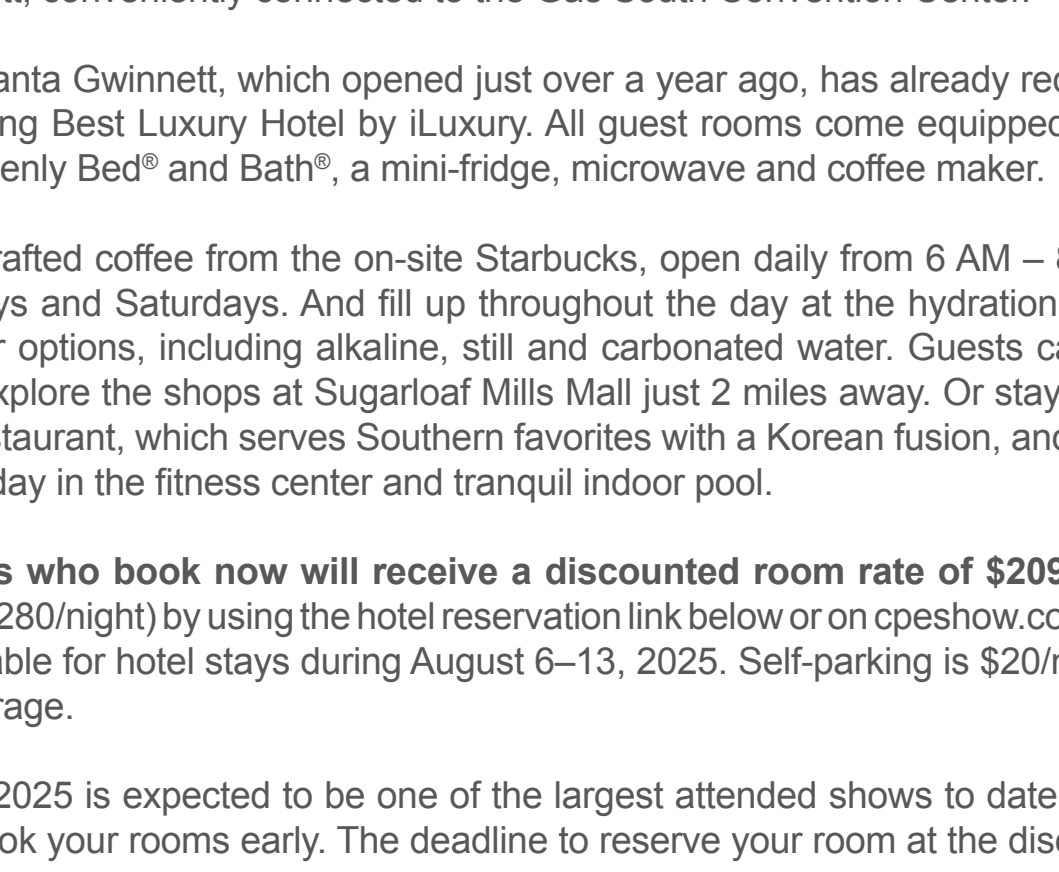 tt, conveniently connected to the Gas South Convention Center.
anta Gwinnett, which opened just over a year ago, has already rec
ng Best Luxury Hotel by iLuxury. All guest rooms come equipped
enly Bed® and Bath®, a mini-fridge, microwave and coffee maker.
rafted coffee from the on-site Starbucks, open daily from 6 AM –
ys and Saturdays. And fill up throughout the day at the hydration
r options, including alkaline, still and carbonated water. Guests ca
xplore the shops at Sugarloaf Mills Mall just 2 miles away. Or stay
staurant, which serves Southern favorites with a Korean fusion, and
day in the fitness center and tranquil indoor pool.
s who book now will receive a discounted room rate of $209
280/night) by using the hotel reservation link below or on cpeshow.co
able for hotel stays during August 6–13, 2025. Self-parking is $20/n
rage.
2025 is expected to be one of the largest attended shows to date
ok your rooms early. The deadline to reserve your room at the disc